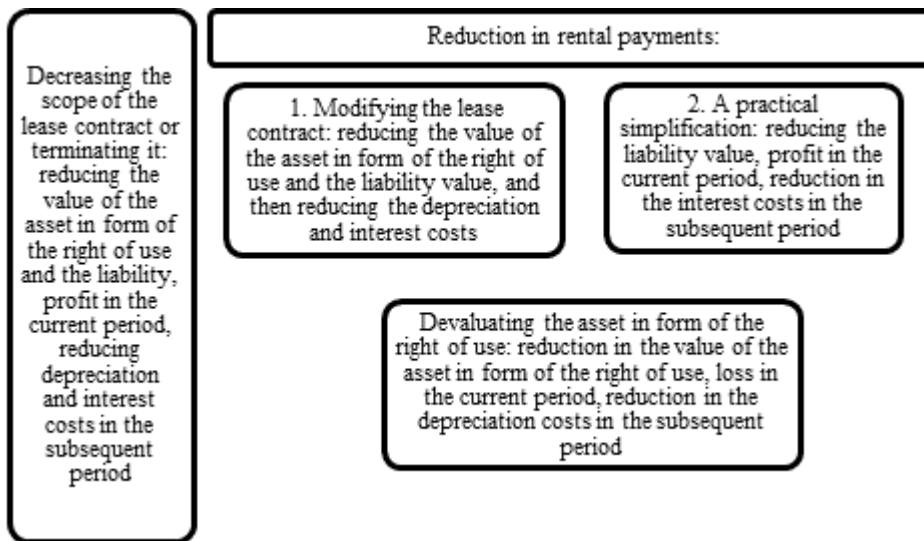 Decreasing the
scope of the
lease contract or
terminating it:
reducing the
value of the
asset in form of
the right of use
and the liability,
profit in the
current period,
reducing
depreciation
and interest
costs in the
subsequent
period
Reduction in rental payments:
1. Modifying the lease
contract: reducing the value of
the asset in form of the right of
use and the liability value, and
then reducing the depreciation
and interest costs
2. A practical
simplification: reducing the
liability value, profit in the
current period, reduction in
the interest costs in the
subsequent period
Devaluating the asset in form of the
right of use: reduction in the value of the
asset in form of the right of use, loss in
the current period, reduction in the
depreciation costs in the subsequent
period